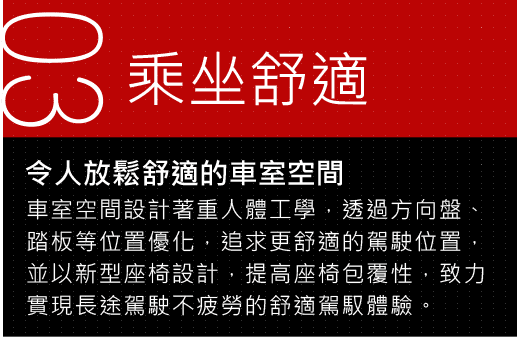 03
乘坐舒適
令人放鬆舒適的車室空間
車室空間設計著重人體工學，透過方向盤、
踏板等位置優化，追求更舒適的駕駛位置，
並以新型座椅設計，提高座椅包覆性，致力
實現長途駕駛不疲勞的舒適駕馭體驗。